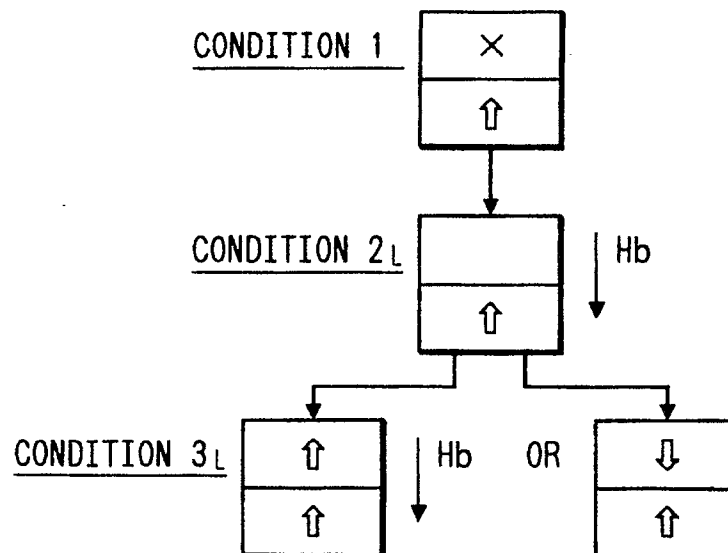 CONDITION 1
×
CONDITION 2L
Hb
CONDITION 3L
Hb
OR